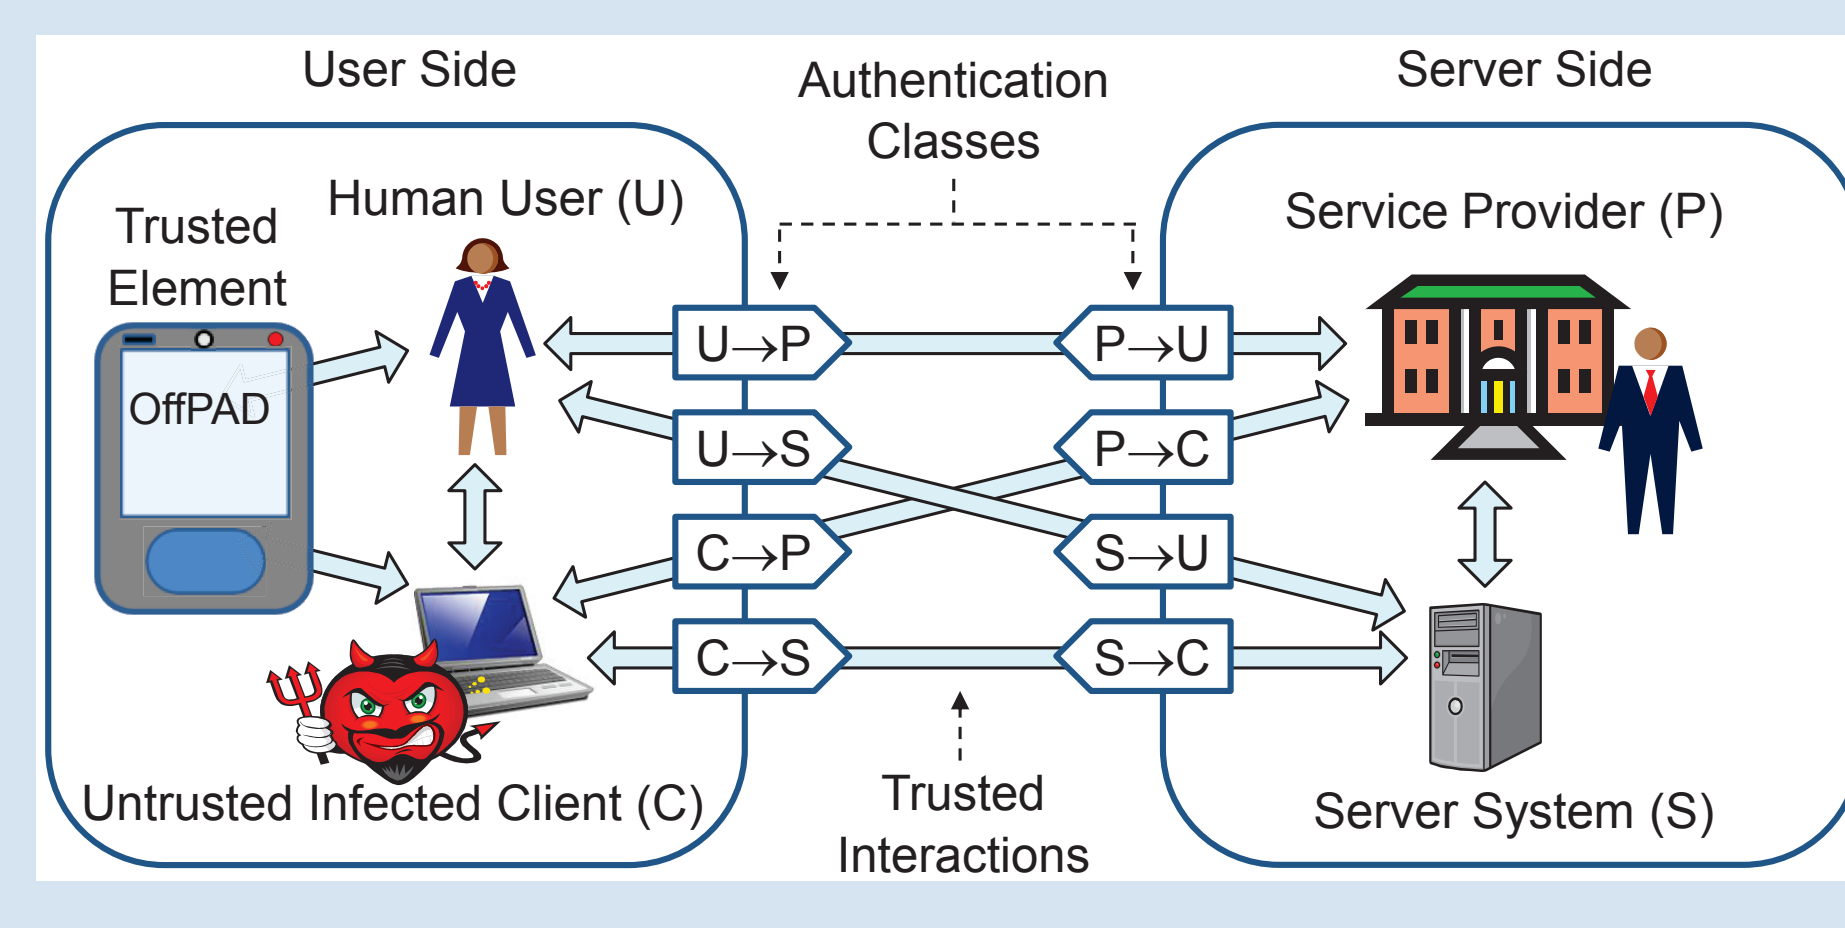 User Side
Authentication
Classes
Server Side
Human User (U)
Trusted
Element
OffPAD
Service Provider (P)
U→P
P→U
U→S
P→C
C→P
S→U
C→S
S→C
Untrusted Infected Client (C)
Trusted
Interactions
Server System (S)